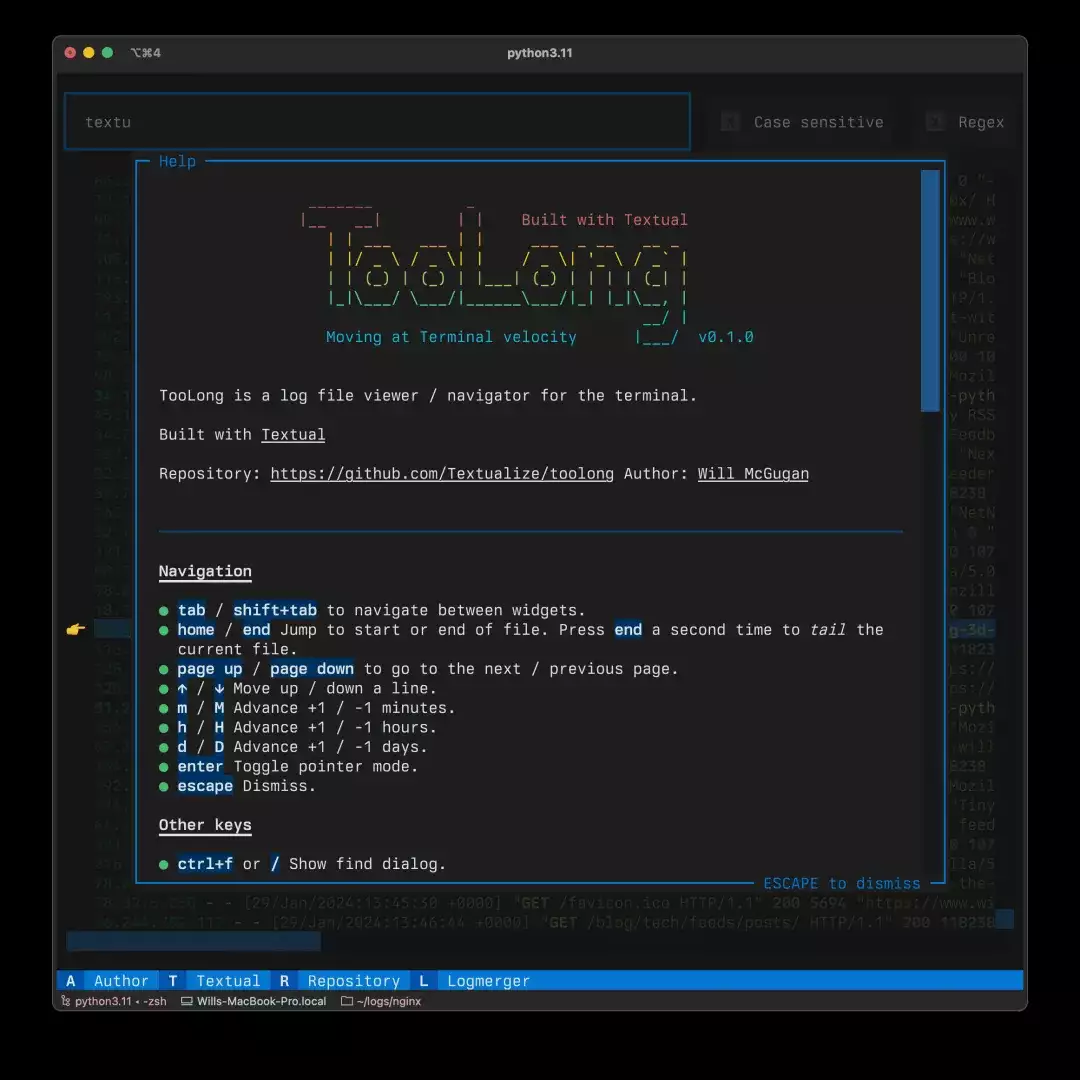 ⌥⌘4
python3.11
textu
Case sensitive
Regex
Help
TooLong
Built with Textual
Moving at Terminal velocity
v0.1.0
TooLong is a log file viewer / navigator for the terminal.
Built with Textual
Repository: https://github.com/Textualize/toolong Author: Will McGugan
Navigation
● tab / shift+tab to navigate between widgets.
● home / end Jump to start or end of file. Press end a second time to tail the
current file.
● page up / page down to go to the next / previous page.
● ↑ / ↓ Move up / down a line.
● m / M Advance +1 / -1 minutes.
● h / H Advance +1 / -1 hours.
● d / D Advance +1 / -1 days.
● enter Toggle pointer mode.
● escape Dismiss.
Other keys
● ctrl+f or / Show find dialog.
ESCAPE to dismiss
- - [29/Jan/2024:13:45:30 +0000] "GET /favicon.ico HTTP/1.1" 200 5694 "https://www.wi
- - [29/Jan/2024:13:46:44 +0000] "GET /blog/tech/feeds/posts/ HTTP/1.1" 200 118238
A Author T Textual R Repository L Logmerger
python3.11 • -zsh Wills-MacBook-Pro.local ~/logs/nginx